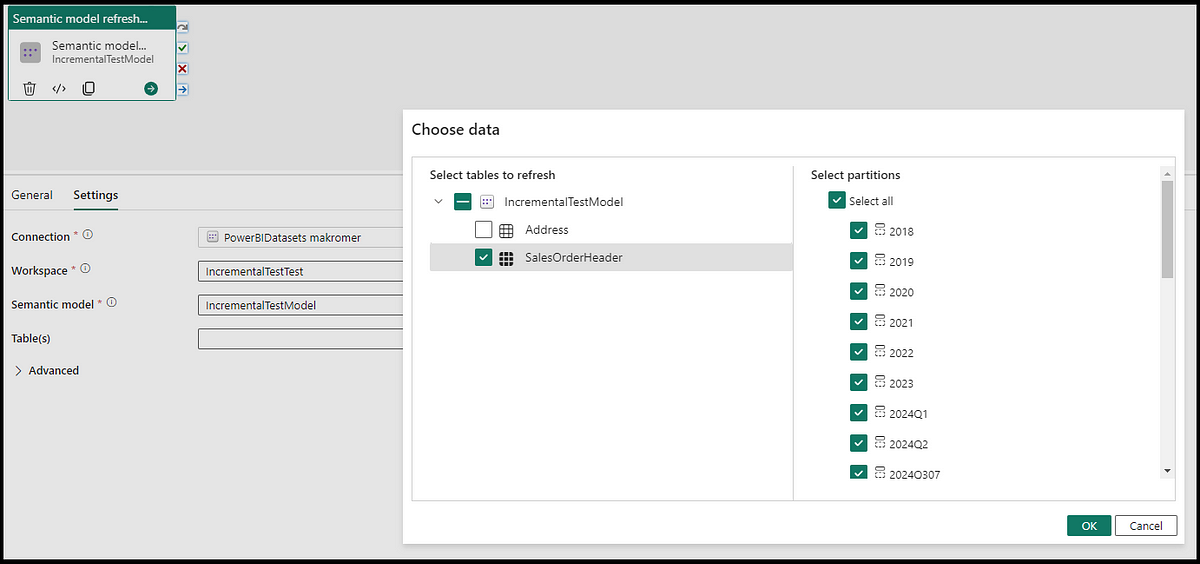 Semantic model refresh...
Semantic model...
IncrementalTestModel
</>
General Settings
Connection *
PowerBIDatasets makromer
Workspace *
IncrementalTestTest
Semantic model *
IncrementalTestModel
Table(s)
Advanced
Choose data
Select tables to refresh
IncrementalTestModel
Address
SalesOrderHeader
Select partitions
Select all
2018
2019
2020
2021
2022
2023
2024Q1
2024Q2
2024Q307
OK Cancel